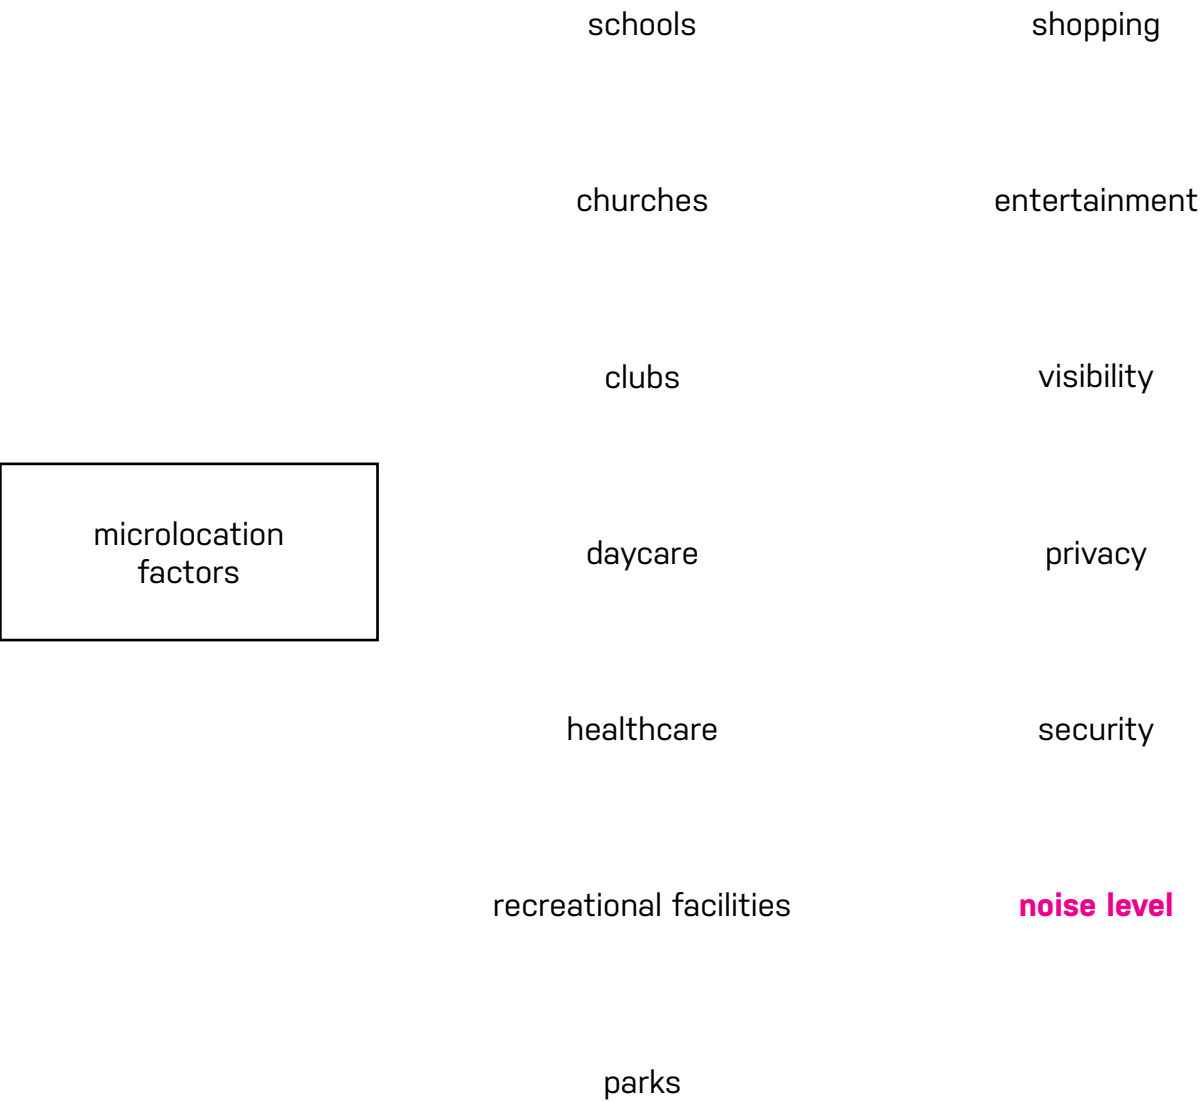 microlocation
factors
schools
churches
clubs
daycare
healthcare
recreational facilities
parks
shopping
entertainment
visibility
privacy
security
noise level